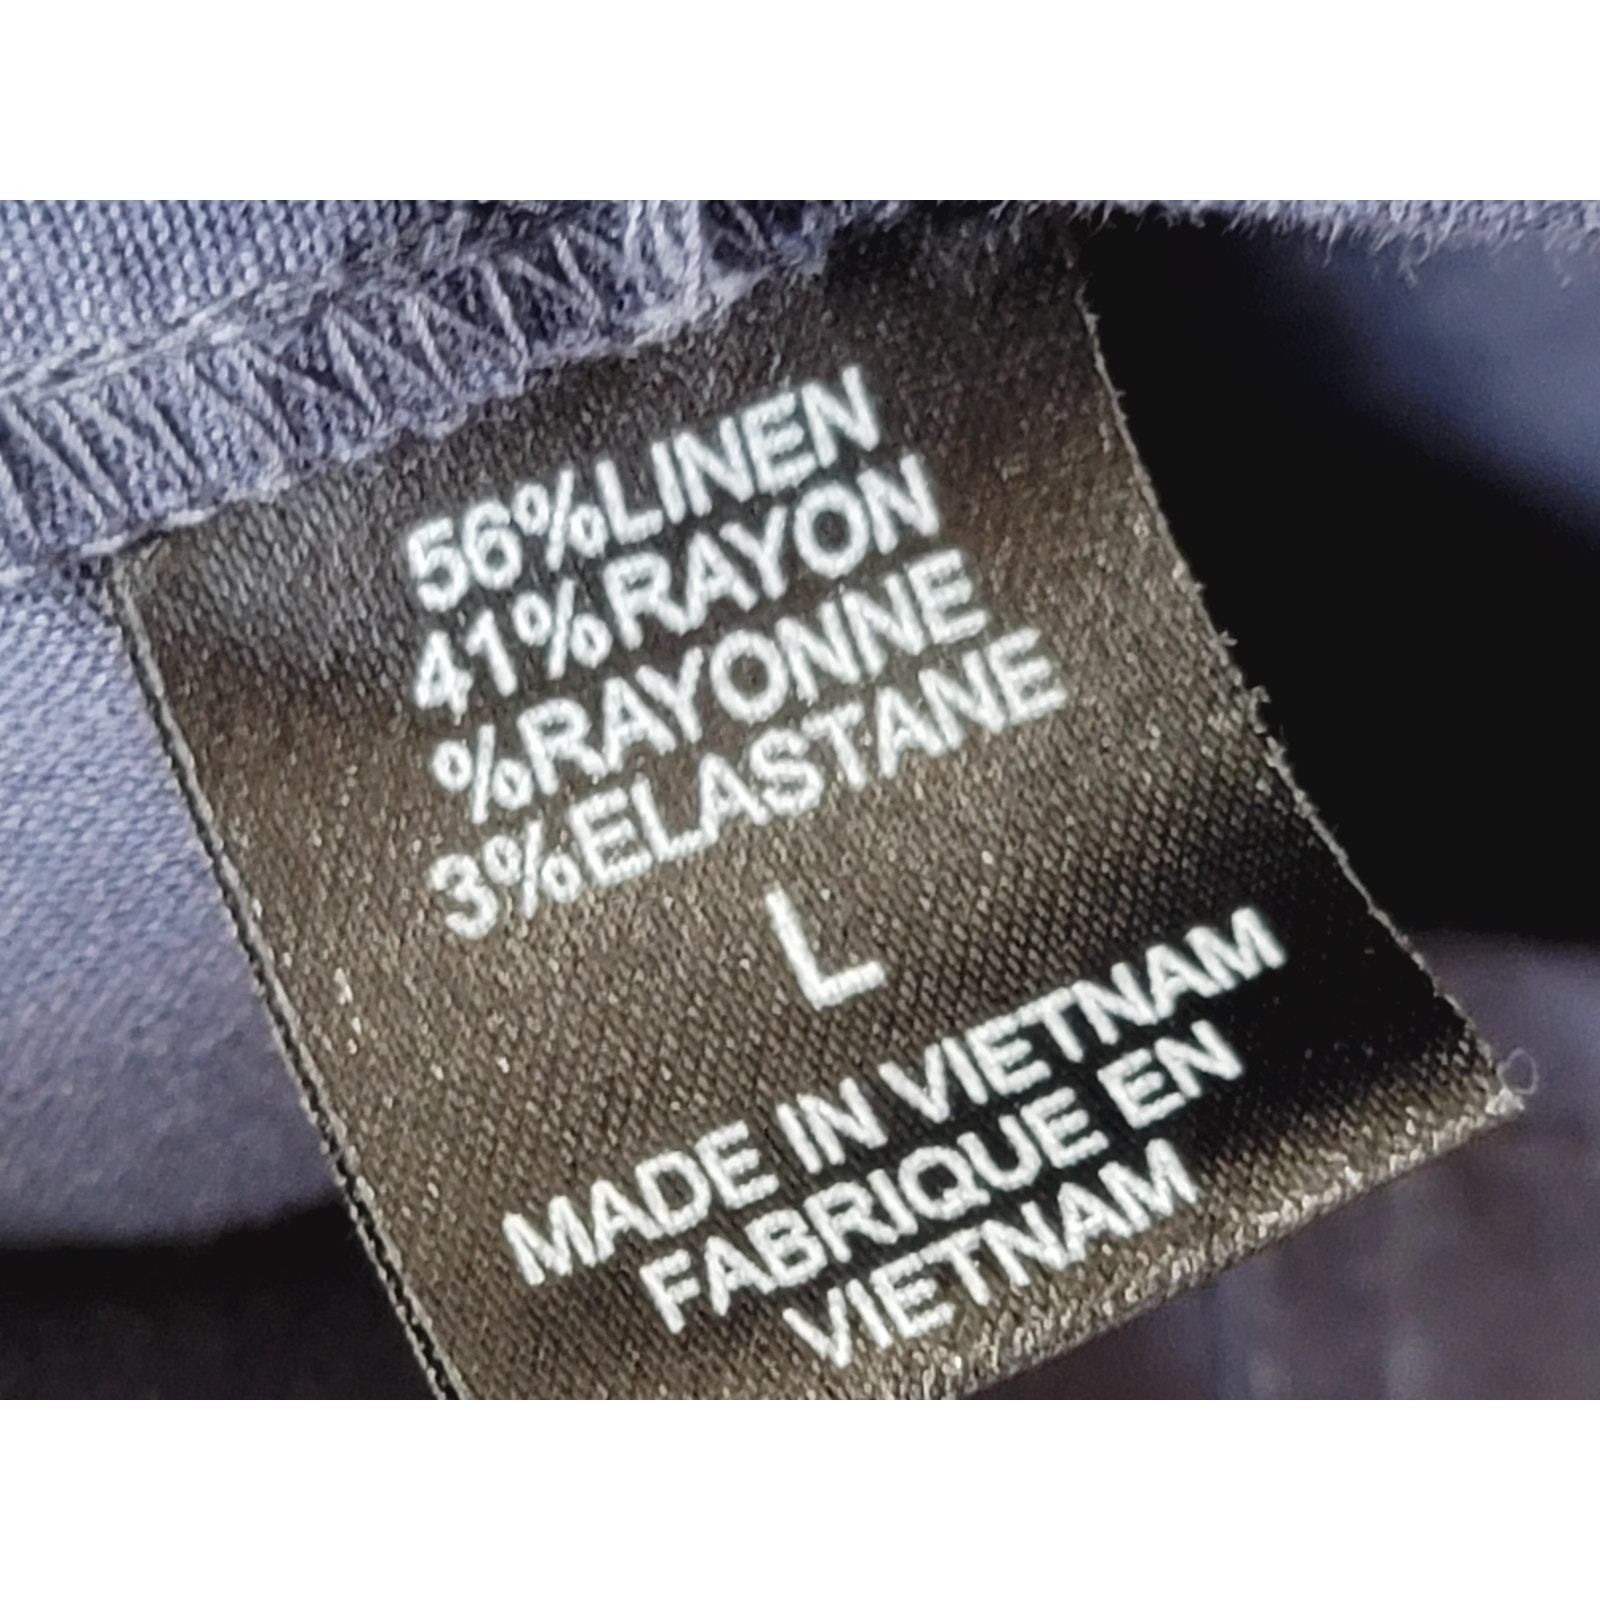 56%LINEN
41%RAYON
%RAYONNE
3%ELASTANE
L
MADE IN VIETNAM
FABRIQUE EN
VIETNAM